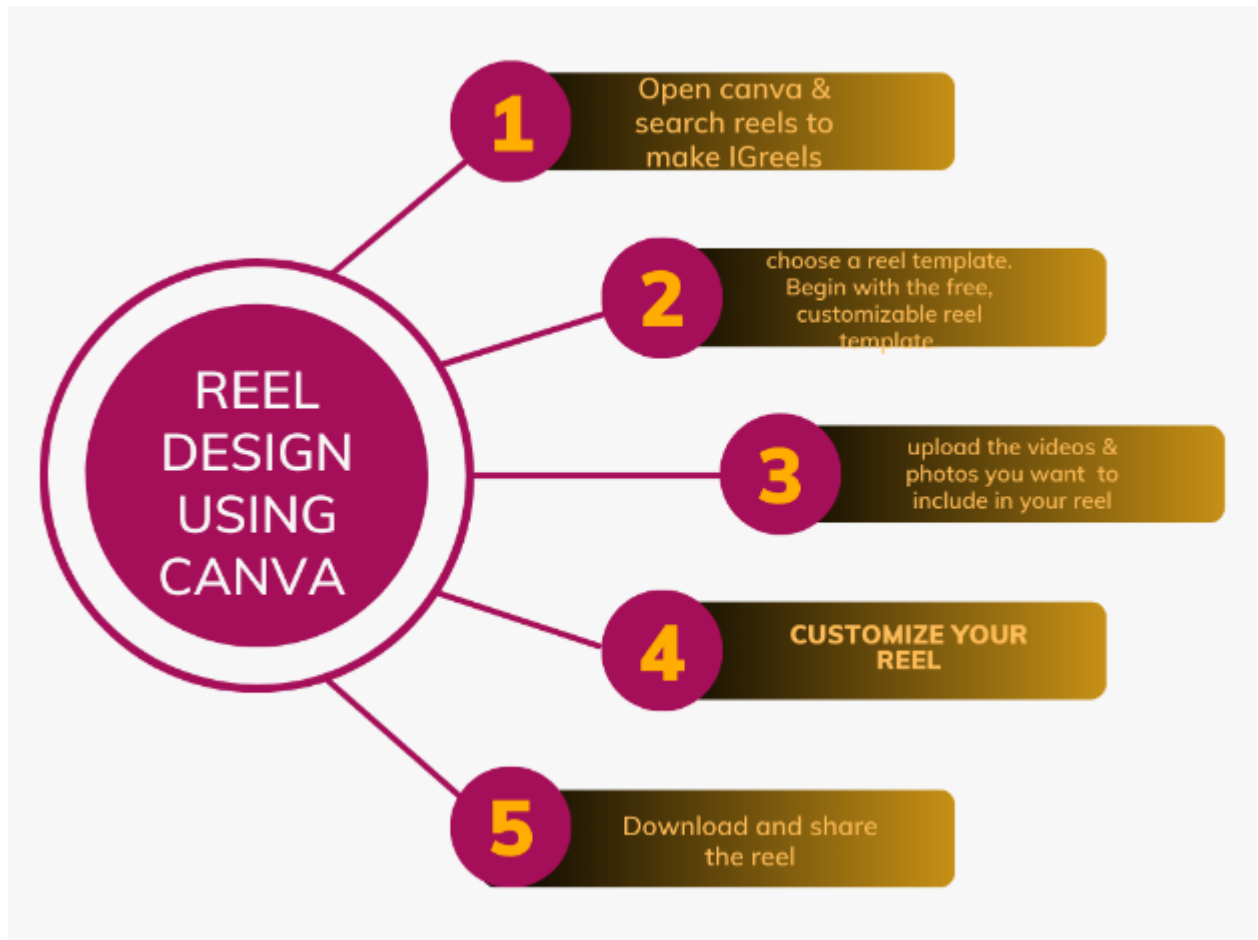 REEL
DESIGN
USING
CANVA
1
Open canva &
search reels to
make IGreels
2
choose a reel template.
Begin with the free,
customizable reel
template.
3
upload the videos &
photos you want to
include in your reel
4
CUSTOMIZE YOUR
REEL
5
Download and share
the reel